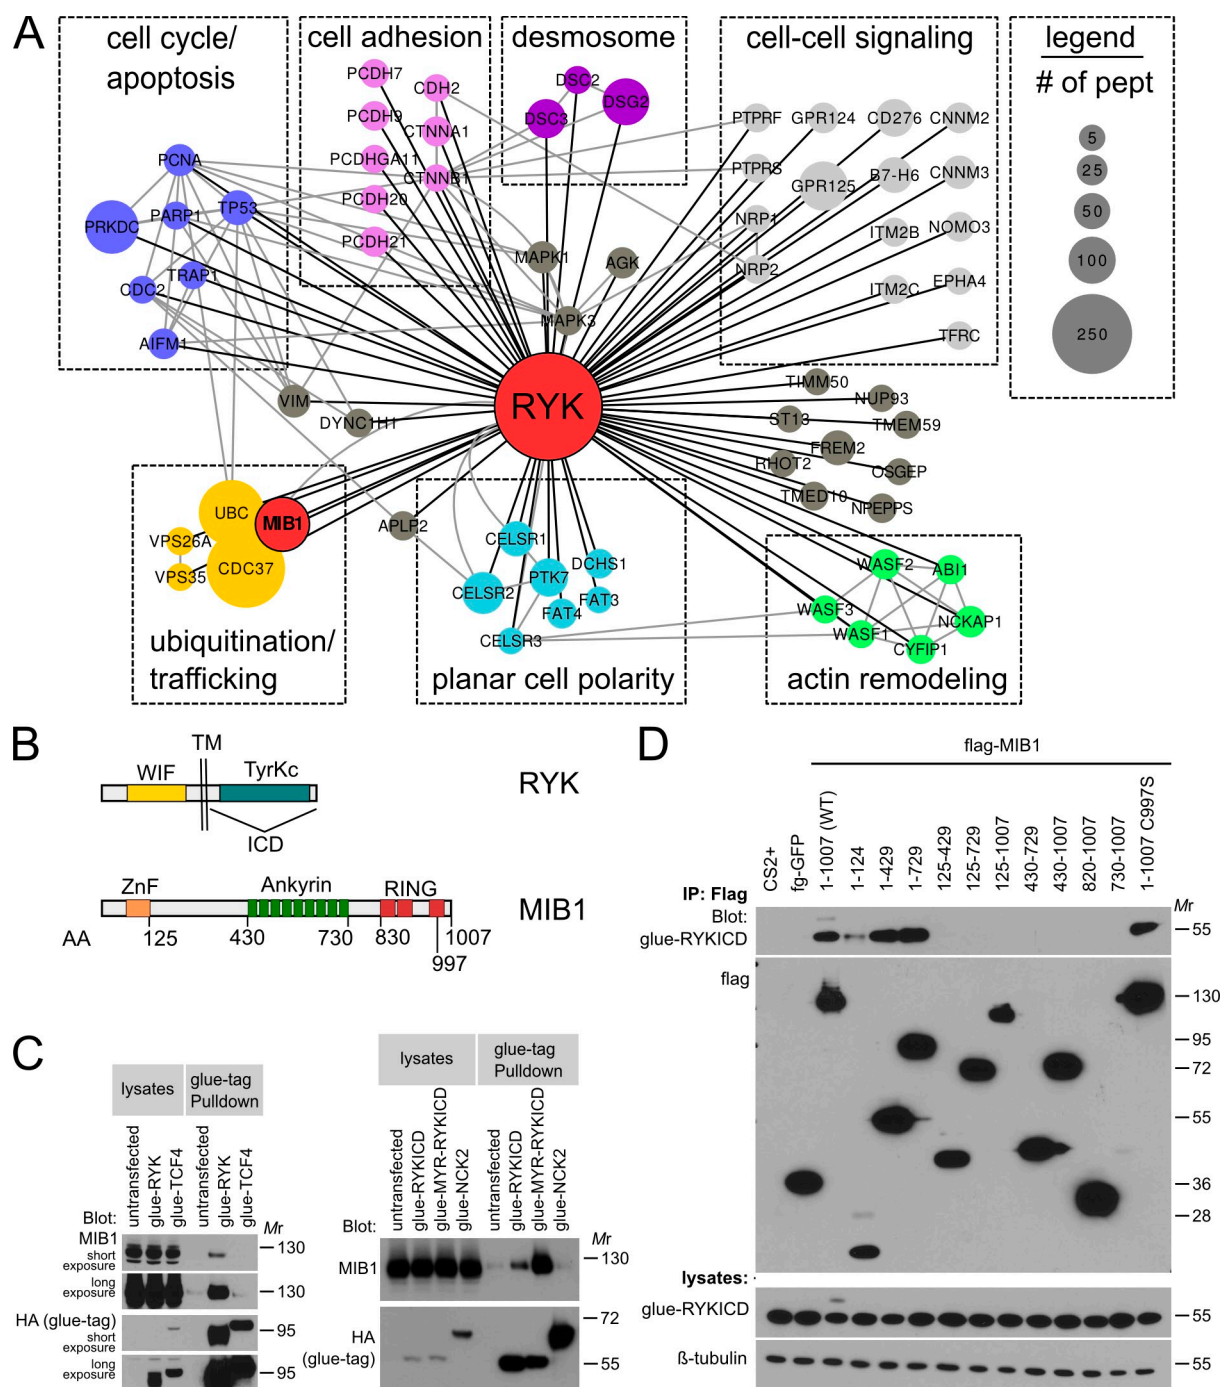 A
cell cycle/
apoptosis
cell adhesion
desmosome
cell-cell signaling
legend
# of pept
5
25
50
100
250
PCNA
PRKDC
PARP1
TP53
TRAP1
CDC2
AIFM1
PCDH7
CDH2
PCDH9
CTNNA1
PCDHGA11
CTNNB1
PCDH20
PCDH21
DSC2
DSC3
DSG2
PTPRF
GPR124
CD276
CNNM2
PTPRS
GPR125
B7-H6
CNNM3
NRP1
ITM2B
NOMO3
NRP2
ITM2C
EPHA4
TFRC
MAPK1
AGK
MAPK3
VIM
DYNC1H1
RYK
TIMM50
NUP93
ST13
TMEM59
FREM2
RHOT2
OSGEP
TMED10
NPEPPS
UBC
MIB1
VPS26A
VPS35
CDC37
ubiquitination/
trafficking
APLP2
CELSR1
DCHS1
PTK7
CELSR2
FAT3
FAT4
CELSR3
planar cell polarity
WASF2
ABI1
WASF3
NCKAP1
WASF1
CYFIP1
actin remodeling
B
TM
WIF
TyrKc
RYK
ICD
ZnF
Ankyrin
RING
MIB1
AA
125
430
730
830
1007
997
C
lysates
glue-tag
Pulldown
untransfected
glue-RYK
glue-TCF4
untransfected
glue-RYK
glue-TCF4
Blot:
Mr
MIB1
short
exposure
130
long
exposure
130
HA (glue-tag)
short
exposure
95
long
exposure
95
lysates
glue-tag
Pulldown
untransfected
glue-RYKICD
glue-MYR-RYKICD
glue-NCK2
untransfected
glue-RYKICD
glue-MYR-RYKICD
glue-NCK2
Blot:
Mr
MIB1
130
72
HA
(glue-tag)
55
D
flag-MIB1
CS2+
fg-GFP
1-1007 (WT)
1-124
1-429
1-729
125-429
125-729
125-1007
430-729
430-1007
820-1007
730-1007
1-1007 C997S
IP: Flag
Mr
Blot:
glue-RYKICD
55
flag
130
95
72
55
36
28
lysates:
glue-RYKICD
55
ß-tubulin
55